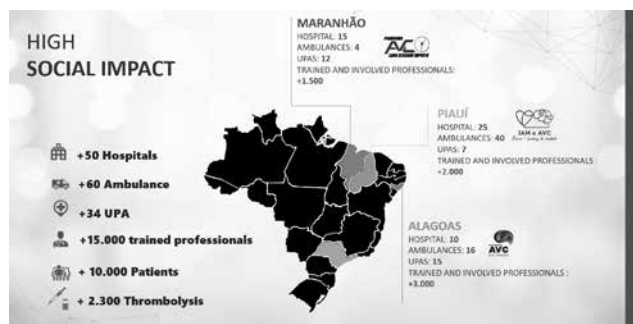 HIGH
SOCIAL IMPACT
+50 Hospitals
+60 Ambulance
+34 UPA
+15.000 trained professionals
+ 10.000 Patients
+ 2.300 Thrombolysis
MARANHÃO
HOSPITAL: 15
AMBULANCES: 4
UPAS: 12
TRAINED AND INVOLVED PROFESSIONALS:
+1.500
AVC
PIAUÍ
HOSPITAL: 25
AMBULANCES: 40
UPAS: 7
TRAINED AND INVOLVED PROFESSIONALS
+2.000
IAM e AVC
ALAGOAS
HOSPITAL: 10
AMBULANCES: 16
UPAS: 15
TRAINED AND INVOLVED PROFESSIONALS :
+3.000
AVC